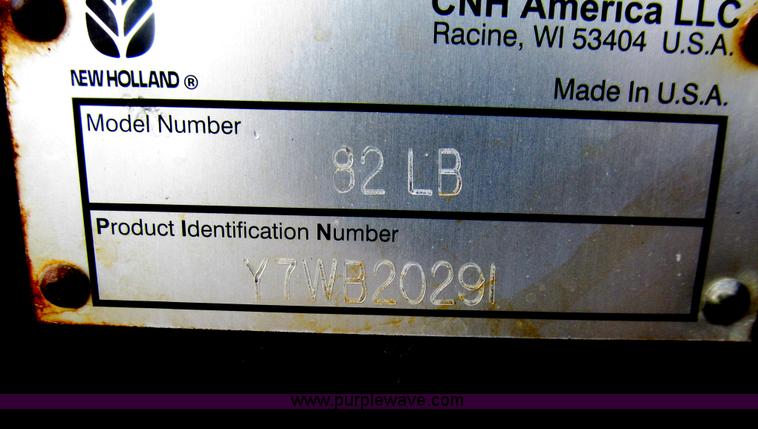 CNH America LLC
Racine, WI 53404 U.S.A.
NEW HOLLAND ®
Made In U.S.A.
Model Number
82 LB
Product Identification Number
Y7WB20291
www.purplewave.com